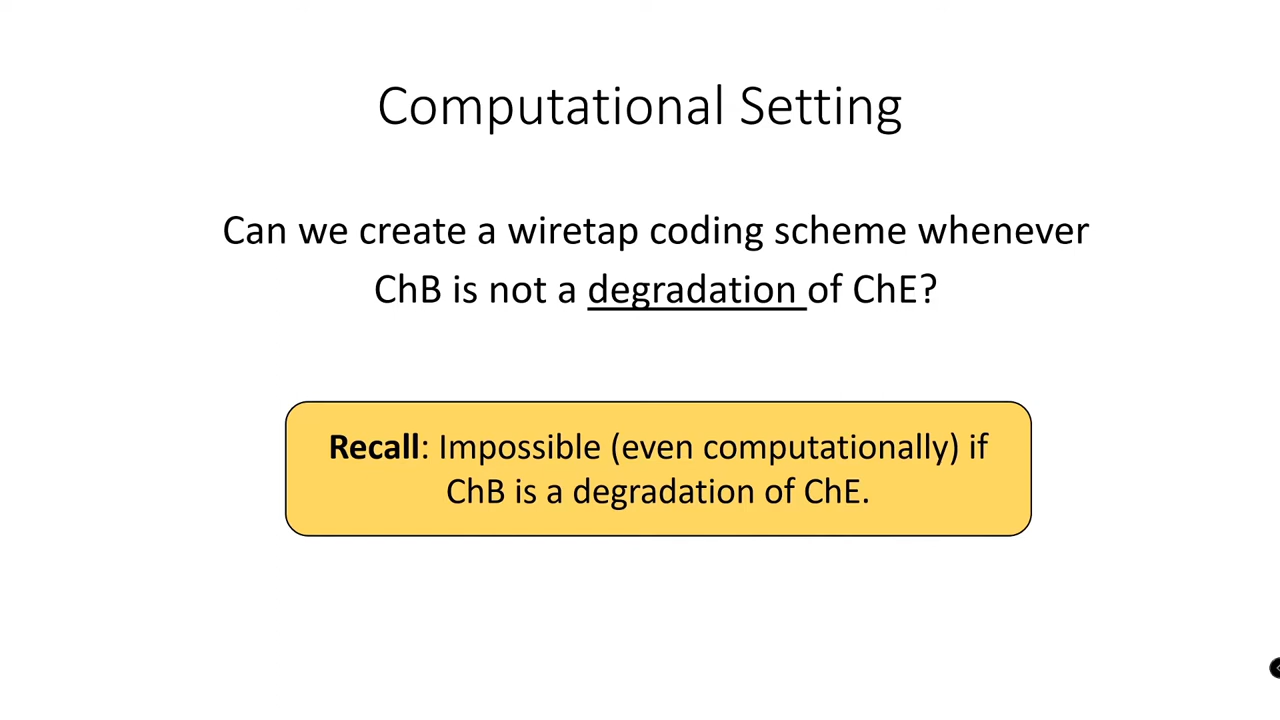 Computational Setting
Can we create a wiretap coding scheme whenever
ChB is not a degradation of ChE?
Recall: Impossible (even computationally) if
ChB is a degradation of ChE.